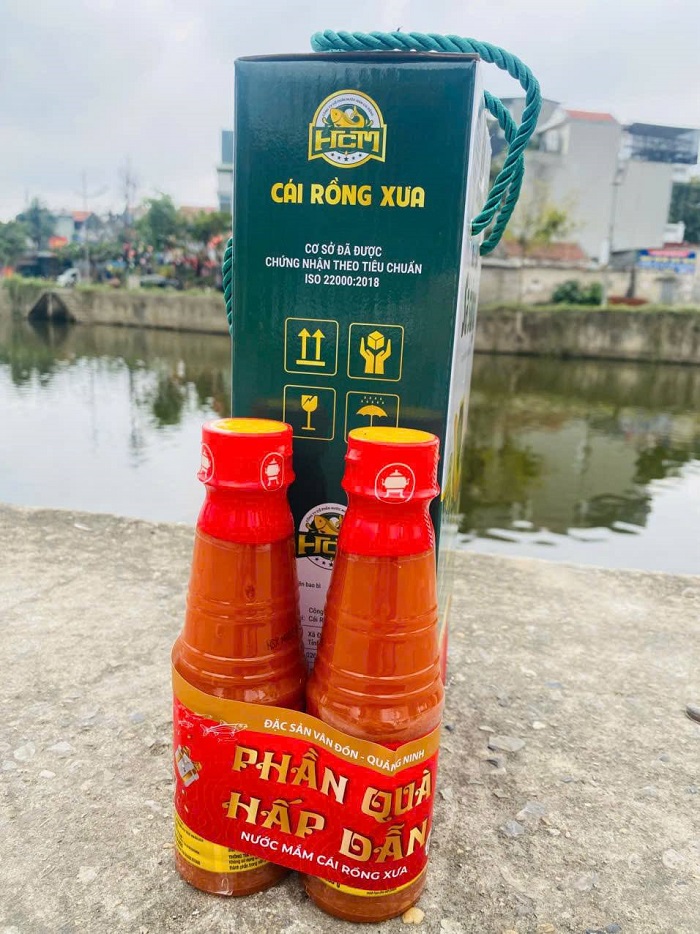 HCM
CÁI RỒNG XƯA
CƠ SỞ ĐÃ ĐƯỢC
CHỨNG NHẬN THEO TIÊU CHUẨN
ISO 22000:2018
HCM
ĐẶC SẢN VÂN ĐỒN - QUẢNG NINH
PHẦN QUÀ
HẤP DẪN
NƯỚC MẮM CÁI RỒNG XƯA